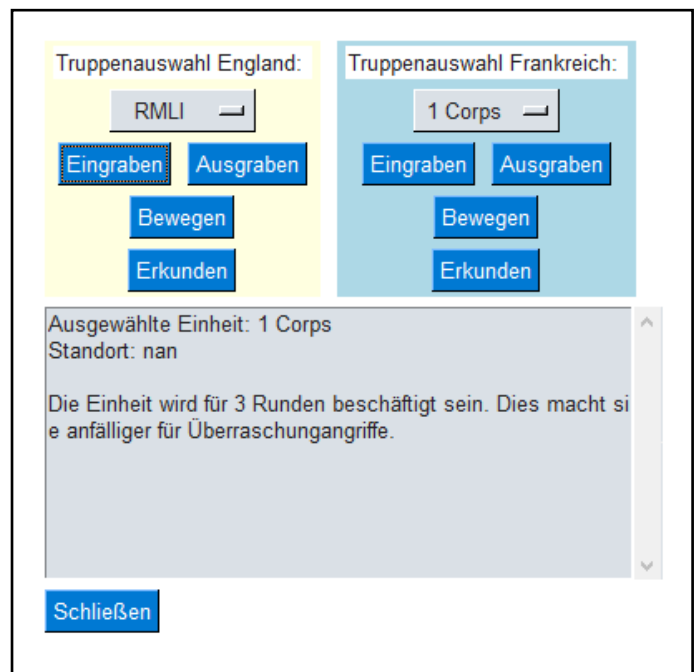 Truppenauswahl England:
Truppenauswahl Frankreich:
RMLI
1 Corps
Eingraben Ausgraben
Eingraben Ausgraben
Bewegen
Bewegen
Erkunden
Erkunden
Ausgewählte Einheit: 1 Corps
Standort: nan
Die Einheit wird für 3 Runden beschäftigt sein. Dies macht si
e anfälliger für Überraschungangriffe.
Schließen